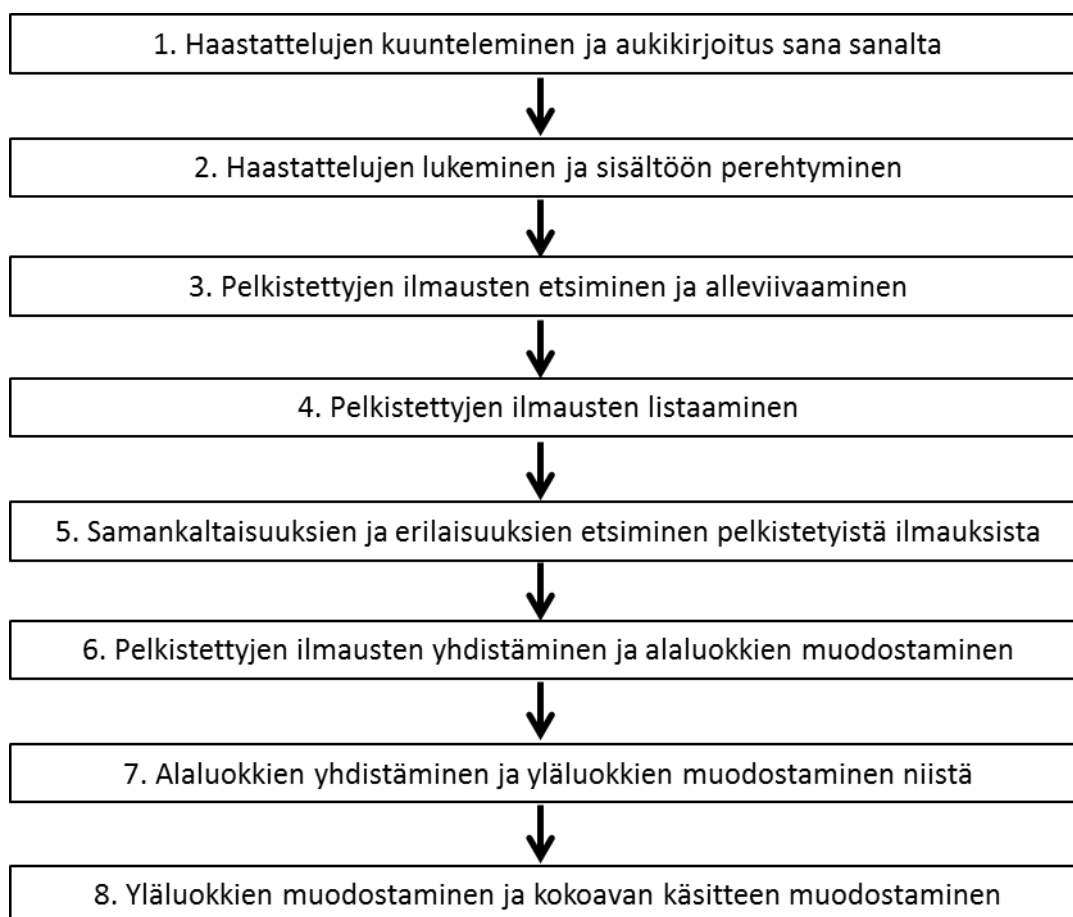 1. Haastattelujen kuunteleminen ja aukikirjoitus sana sanalta
2. Haastattelujen lukeminen ja sisältöön perehtyminen
3. Pelkistettyjen ilmausten etsiminen ja alleviivaaminen
4. Pelkistettyjen ilmausten listaaminen
5. Samankaltaisuuksien ja erilaisuuksien etsiminen pelkistetyistä ilmauksista
6. Pelkistettyjen ilmausten yhdistäminen ja alaluokkien muodostaminen
7. Alaluokkien yhdistäminen ja yläluokkien muodostaminen niistä
8. Yläluokkien muodostaminen ja kokoavan käsitteen muodostaminen